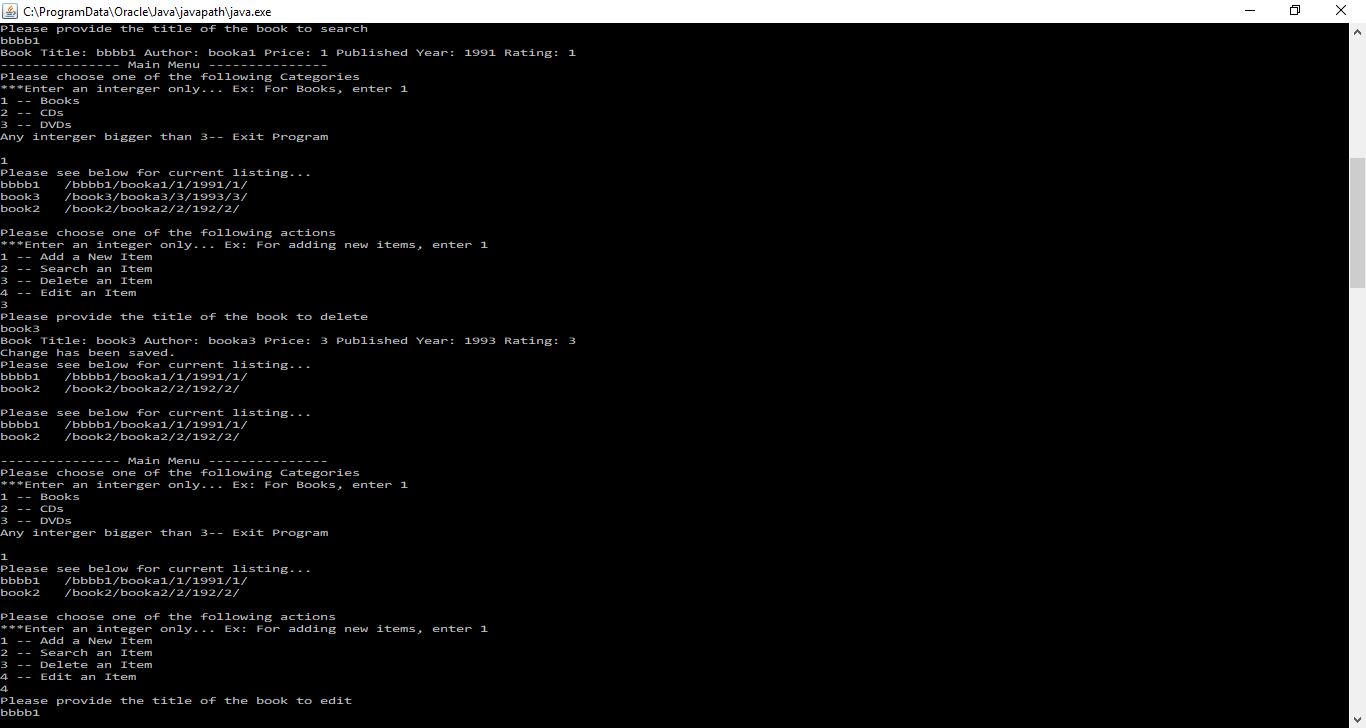 C:\ProgramData\Oracle\Java\javapath\java.exe
Please provide the title of the book to search
bbbb1
Book Title: bbbb1 Author: booka1 Price: 1 Published Year: 1991 Rating: 1
--------------- Main Menu ---------------
Please choose one of the following Categories
***Enter an interger only... Ex: For Books, enter 1
1 -- Books
2 -- CDs
3 -- DVDs
Any interger bigger than 3-- Exit Program

1
Please see below for current listing...
bbbb1   /bbbb1/booka1/1/1991/1/
book3   /book3/booka3/3/1993/3/
book2   /book2/booka2/2/192/2/

Please choose one of the following actions
***Enter an integer only... Ex: For adding new items, enter 1
1 -- Add a New Item
2 -- Search an Item
3 -- Delete an Item
4 -- Edit an Item
3
Please provide the title of the book to delete
book3
Book Title: book3 Author: booka3 Price: 3 Published Year: 1993 Rating: 3
Change has been saved.
Please see below for current listing...
bbbb1   /bbbb1/booka1/1/1991/1/
book2   /book2/booka2/2/192/2/

Please see below for current listing...
bbbb1   /bbbb1/booka1/1/1991/1/
book2   /book2/booka2/2/192/2/

--------------- Main Menu ---------------
Please choose one of the following Categories
***Enter an interger only... Ex: For Books, enter 1
1 -- Books
2 -- CDs
3 -- DVDs
Any interger bigger than 3-- Exit Program

1
Please see below for current listing...
bbbb1   /bbbb1/booka1/1/1991/1/
book2   /book2/booka2/2/192/2/

Please choose one of the following actions
***Enter an integer only... Ex: For adding new items, enter 1
1 -- Add a New Item
2 -- Search an Item
3 -- Delete an Item
4 -- Edit an Item
4
Please provide the title of the book to edit
bbbb1